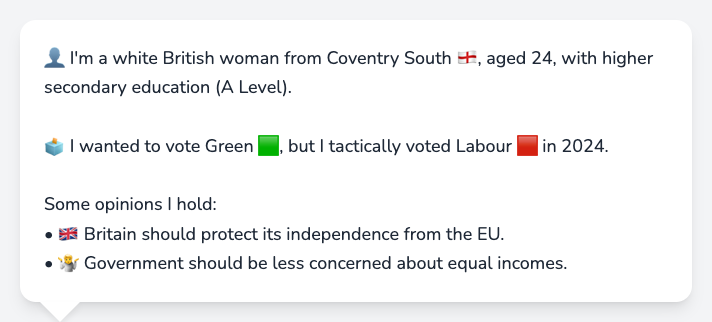 👤 I'm a white British woman from Coventry South 🏴󠁧󠁢󠁥󠁮󠁧󠁿, aged 24, with higher
secondary education (A Level).
🗳️ I wanted to vote Green 🟩, but I tactically voted Labour 🟥 in 2024.
Some opinions I hold:
• 🇬🇧 Britain should protect its independence from the EU.
• 🤷 Government should be less concerned about equal incomes.